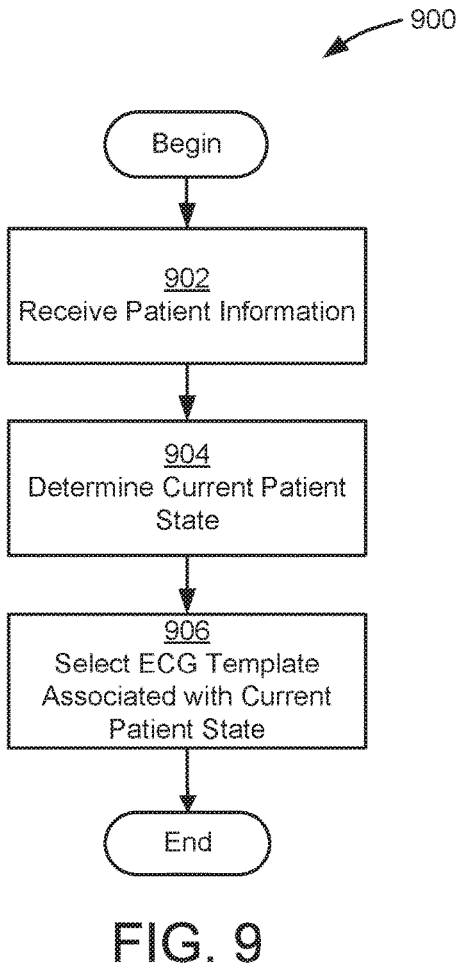 900
Begin
902
Receive Patient Information
904
Determine Current Patient
State
906
Select ECG Template
Associated with Current
Patient State
End
FIG. 9